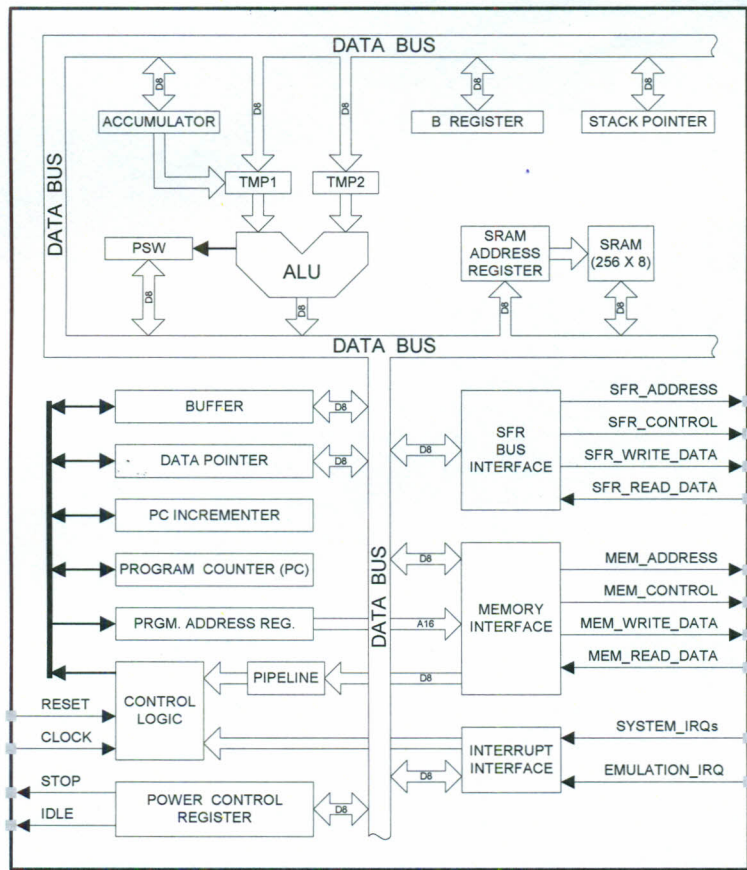 DATA BUS
D8
D8
D8
D8
D8
ACCUMULATOR
B REGISTER
STACK POINTER
DATA BUS
TMP1
TMP2
PSW
ALU
SRAM
ADDRESS
REGISTER
SRAM
(256 X 8)
D8
D8
D8
D8
DATA BUS
BUFFER
D8
DATA POINTER
D8
PC INCREMENTER
PROGRAM COUNTER (PC)
PRGM. ADDRESS REG.
A16
CONTROL
LOGIC
PIPELINE
D8
RESET
CLOCK
STOP
IDLE
POWER CONTROL
REGISTER
D8
DATA BUS
D8
SFR
BUS
INTERFACE
SFR_ADDRESS
SFR_CONTROL
SFR_WRITE_DATA
SFR_READ_DATA
D8
MEMORY
INTERFACE
MEM_ADDRESS
MEM_CONTROL
MEM_WRITE_DATA
MEM_READ_DATA
D8
INTERRUPT
INTERFACE
SYSTEM_IRQs
EMULATION_IRQ